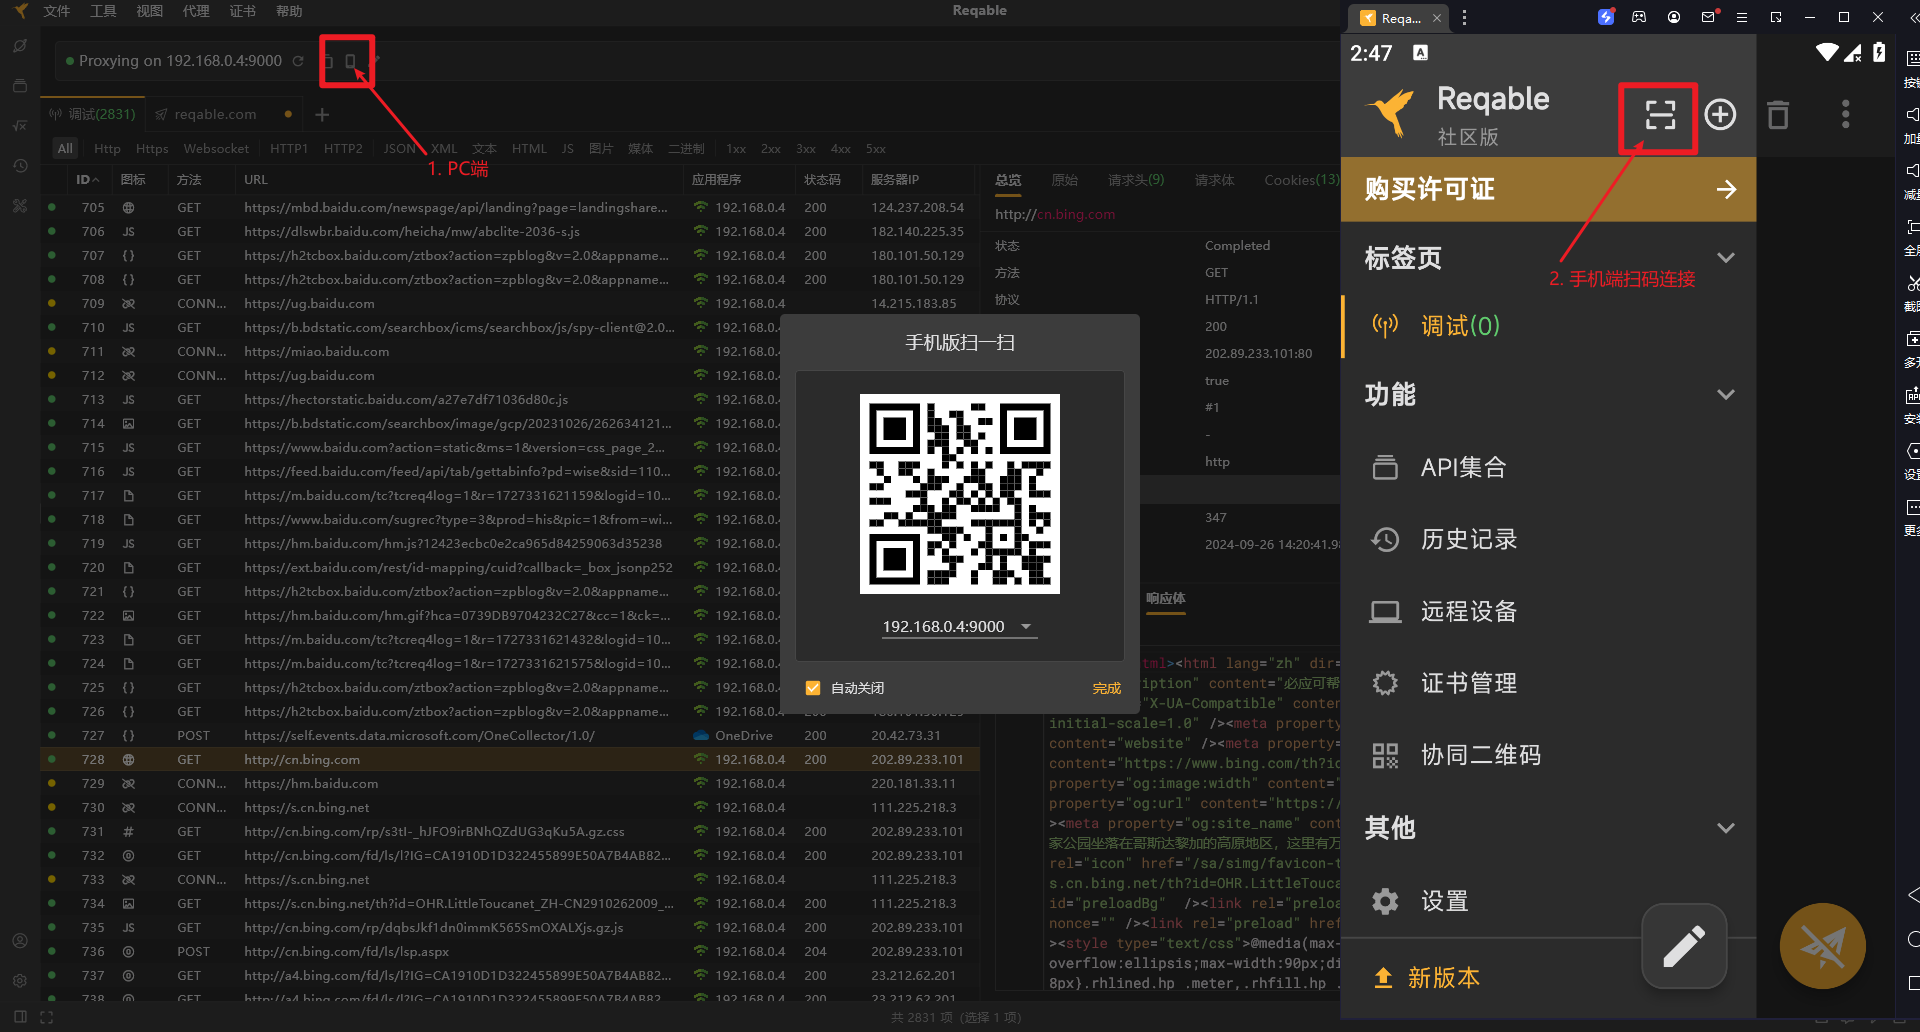 文件 工具 视图 代理 证书 帮助
Reqable
Proxying on 192.168.0.4:9000
调试(2831) reqable.com
All Http Https Websocket HTTP1 HTTP2 JSON XML 文本 HTML JS 图片 媒体 二进制 1xx 2xx 3xx 4xx 5xx
1. PC端
ID 图标 方法 URL 应用程序 状态码 服务器IP
705 GET https://mbd.baidu.com/newspage/api/landing?page=landingshare... 192.168.0.4 200 124.237.208.54
706 JS GET https://dlswbr.baidu.com/heicha/mw/abclite-2036-s.js 192.168.0.4 200 182.140.225.35
707 {} GET https://h2tcbox.baidu.com/ztbox?action=zpblog&v=2.0&appname... 192.168.0.4 200 180.101.50.129
708 {} GET https://h2tcbox.baidu.com/ztbox?action=zpblog&v=2.0&appname... 192.168.0.4 200 180.101.50.129
709 CONN... https://ug.baidu.com 192.168.0.4 14.215.183.85
710 JS GET https://b.bdstatic.com/searchbox/icms/searchbox/js/spy-client@2.0... 192.168.0.
711 CONN... https://miao.baidu.com 192.168.0.
712 CONN... https://ug.baidu.com 192.168.0.
713 JS GET https://hectorstatic.baidu.com/a27e7df71036d80c.js 192.168.0.
714 GET https://b.bdstatic.com/searchbox/image/gcp/20231026/262634121... 192.168.0.
715 JS GET https://www.baidu.com?action=static&ms=1&version=css_page_2... 192.168.0.
716 JS GET https://feed.baidu.com/feed/api/tab/gettabinfo?pd=wise&sid=110... 192.168.0.
717 GET https://m.baidu.com/tc?tcreq4log=1&r=1727331621159&logid=10... 192.168.0.
718 GET https://www.baidu.com/sugrec?type=3&prod=his&pic=1&from=wi... 192.168.0.
719 JS GET https://hm.baidu.com/hm.js?12423ecbc0e2ca965d84259063d35238 192.168.0.
720 GET https://ext.baidu.com/rest/id-mapping/cuid?callback=_box_jsonp252 192.168.0.
721 {} GET https://h2tcbox.baidu.com/ztbox?action=zpblog&v=2.0&appname... 192.168.0.
722 GET https://hm.baidu.com/hm.gif?hca=0739DB9704232C27&cc=1&ck=... 192.168.0.
723 GET https://m.baidu.com/tc?tcreq4log=1&r=1727331621432&logid=10... 192.168.0.
724 GET https://m.baidu.com/tc?tcreq4log=1&r=1727331621575&logid=10... 192.168.0.
725 {} GET https://h2tcbox.baidu.com/ztbox?action=zpblog&v=2.0&appname... 192.168.0.
726 {} GET https://h2tcbox.baidu.com/ztbox?action=zpblog&v=2.0&appname... 192.168.0.
727 {} POST https://self.events.data.microsoft.com/OneCollector/1.0/ OneDrive 200 20.42.73.31
728 GET http://cn.bing.com 192.168.0.4 200 202.89.233.101
729 CONN... https://hm.baidu.com 192.168.0.4 220.181.33.11
730 CONN... https://s.cn.bing.net 192.168.0.4 111.225.218.3
731 # GET http://cn.bing.com/rp/s3tI-_hJFO9irBNhQZdUG3qKu5A.gz.css 192.168.0.4 200 202.89.233.101
732 GET http://cn.bing.com/fd/ls/l?IG=CA1910D1D322455899E50A7B4AB82... 192.168.0.4 200 202.89.233.101
733 CONN... https://s.cn.bing.net 192.168.0.4 111.225.218.3
734 GET https://s.cn.bing.net/th?id=OHR.LittleToucanet_ZH-CN2910262009_... 192.168.0.4 200 111.225.218.3
735 JS GET http://cn.bing.com/rp/dqbsJkf1dn0immK565SmOXALXjs.gz.js 192.168.0.4 200 202.89.233.101
736 POST http://cn.bing.com/fd/ls/lsp.aspx 192.168.0.4 204 202.89.233.101
737 GET http://a4.bing.com/fd/ls/l?IG=CA1910D1D322455899E50A7B4AB82... 192.168.0.4 200 23.212.62.201
738 GET http://a4.bing.com/fd/ls/l?IG=CA1910D1D322455899E50A7B4AB82... 192.168.0.4 200 23.212.62.201
共 2831 项 (选择 1 项)
总览 原始 请求头(9) 请求体 Cookies(13)
http://cn.bing.com
状态 Completed
方法 GET
协议 HTTP/1.1
200
202.89.233.101:80
true
#1
-
http
347
2024-09-26 14:20:41.98
响应体
tml><html lang="zh" dir=
iption" content="必应可帮
"X-UA-Compatible" conten
initial-scale=1.0" /><meta property
content="website" /><meta property=
content="https://www.bing.com/th?id
property="og:image:width" content="
property="og:url" content="https://
><meta property="og:site_name" cont
家公园坐落在哥斯达黎加的高原地区，这里有万
rel="icon" href="/sa/simg/favicon-t
s.cn.bing.net/th?id=OHR.LittleTouca
id="preloadBg" /><link rel="preloa
nonce="" /><link rel="preload" href
><style type="text/css">@media(max-
overflow:ellipsis;max-width:90px;di
8px}.rhlined.hp .meter,.rhfill.hp .
手机版扫一扫
192.168.0.4:9000
自动关闭 完成
Reqa...
2:47 A
Reqable
社区版
购买许可证
标签页
2. 手机端扫码连接
调试(0)
功能
API集合
历史记录
远程设备
证书管理
协同二维码
其他
设置
新版本